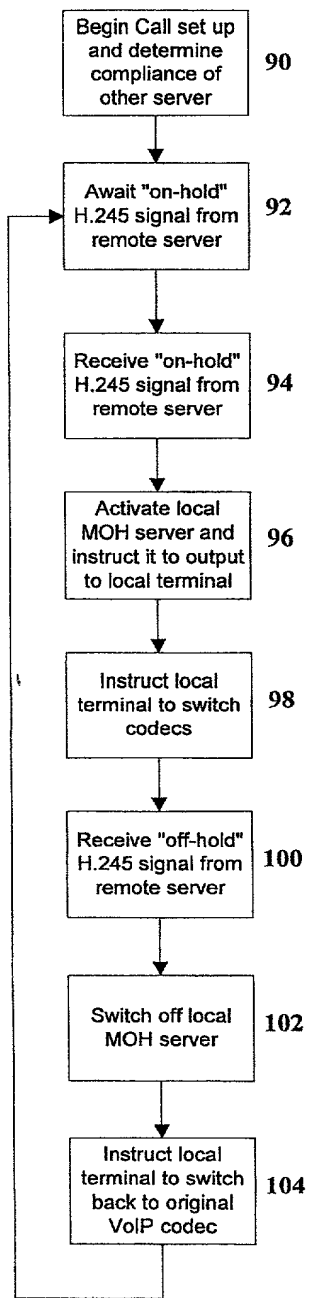 Begin Call set up
and determine
compliance of
other server
90
Await "on-hold"
H.245 signal from
remote server
92
Receive "on-hold"
H.245 signal from
remote server
94
Activate local
MOH server and
instruct it to output
to local terminal
96
Instruct local
terminal to switch
codecs
98
Receive "off-hold"
H.245 signal from
remote server
100
Switch off local
MOH server
102
Instruct local
terminal to switch
back to original
VoIP codec
104